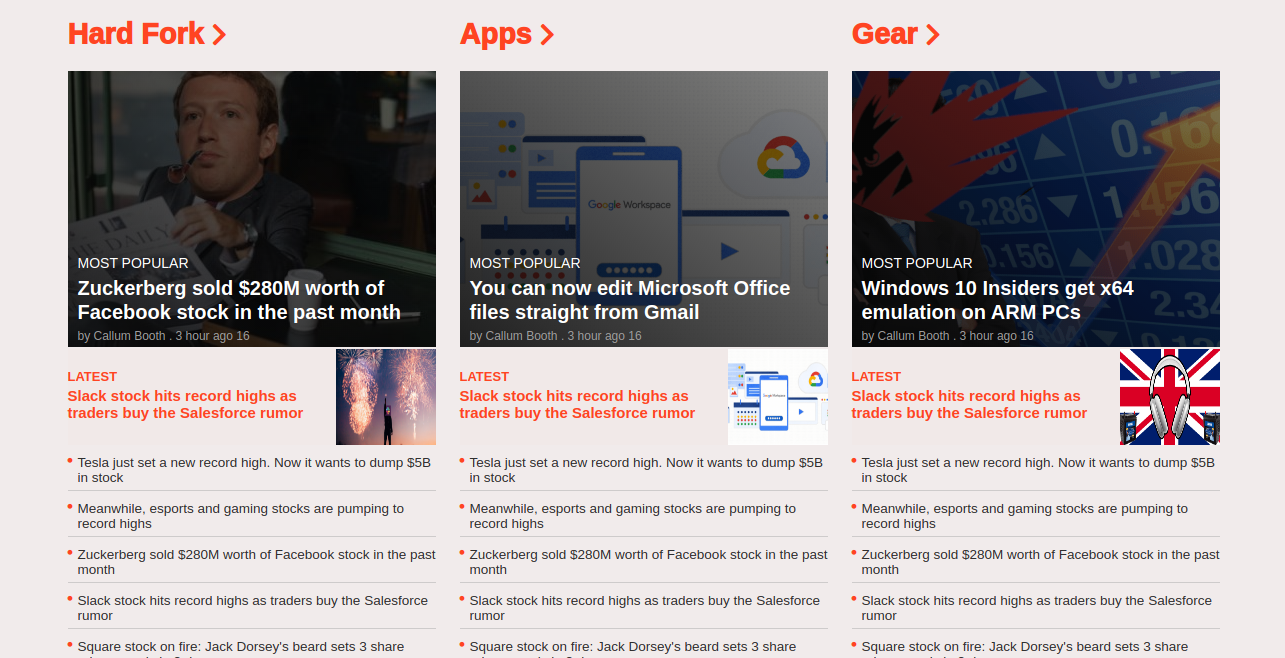 Hard Fork
MOST POPULAR
Zuckerberg sold $280M worth of
Facebook stock in the past month
by Callum Booth . 3 hour ago 16
LATEST
Slack stock hits record highs as
traders buy the Salesforce rumor
Tesla just set a new record high. Now it wants to dump $5B
in stock
Meanwhile, esports and gaming stocks are pumping to
record highs
Zuckerberg sold $280M worth of Facebook stock in the past
month
Slack stock hits record highs as traders buy the Salesforce
rumor
Square stock on fire: Jack Dorsey's beard sets 3 share
Apps
Google Workspace
MOST POPULAR
You can now edit Microsoft Office
files straight from Gmail
by Callum Booth . 3 hour ago 16
LATEST
Slack stock hits record highs as
traders buy the Salesforce rumor
Tesla just set a new record high. Now it wants to dump $5B
in stock
Meanwhile, esports and gaming stocks are pumping to
record highs
Zuckerberg sold $280M worth of Facebook stock in the past
month
Slack stock hits record highs as traders buy the Salesforce
rumor
Square stock on fire: Jack Dorsey's beard sets 3 share
Gear
0.168
2.286
1.456
0.156
1.028
2.34
MOST POPULAR
Windows 10 Insiders get x64
emulation on ARM PCs
by Callum Booth . 3 hour ago 16
LATEST
Slack stock hits record highs as
traders buy the Salesforce rumor
Tesla just set a new record high. Now it wants to dump $5B
in stock
Meanwhile, esports and gaming stocks are pumping to
record highs
Zuckerberg sold $280M worth of Facebook stock in the past
month
Slack stock hits record highs as traders buy the Salesforce
rumor
Square stock on fire: Jack Dorsey's beard sets 3 share